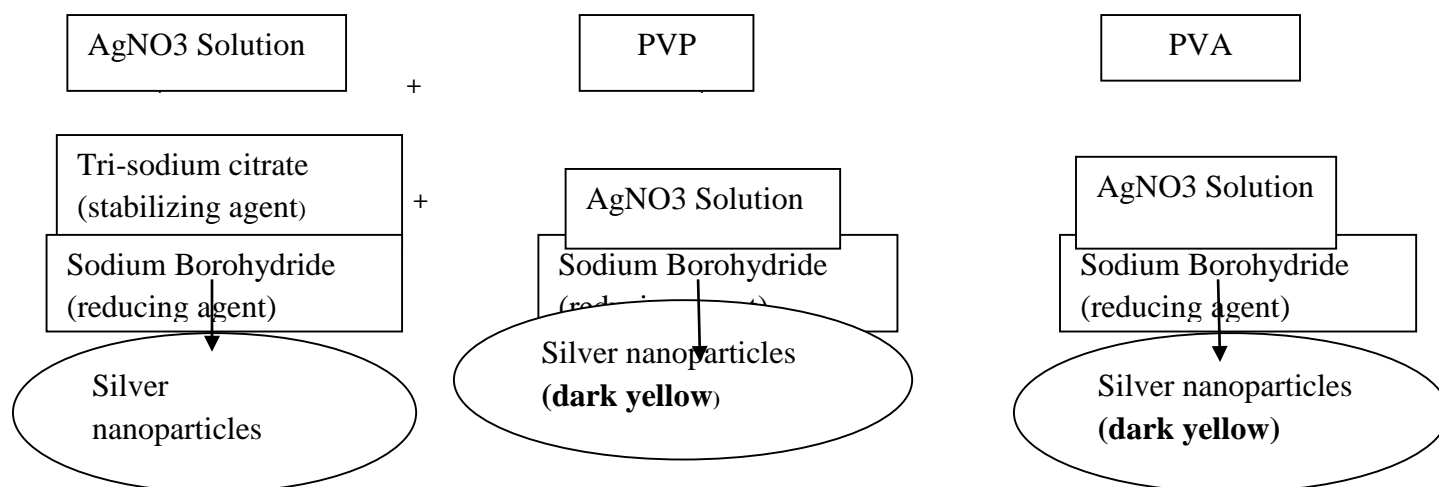 AgNO3 Solution
+
Tri-sodium citrate
(stabilizing agent)
+
Sodium Borohydride
(reducing agent)
Silver
nanoparticles
PVP
AgNO3 Solution
Sodium Borohydride
Silver nanoparticles
(dark yellow)
PVA
AgNO3 Solution
Sodium Borohydride
(reducing agent)
Silver nanoparticles
(dark yellow)